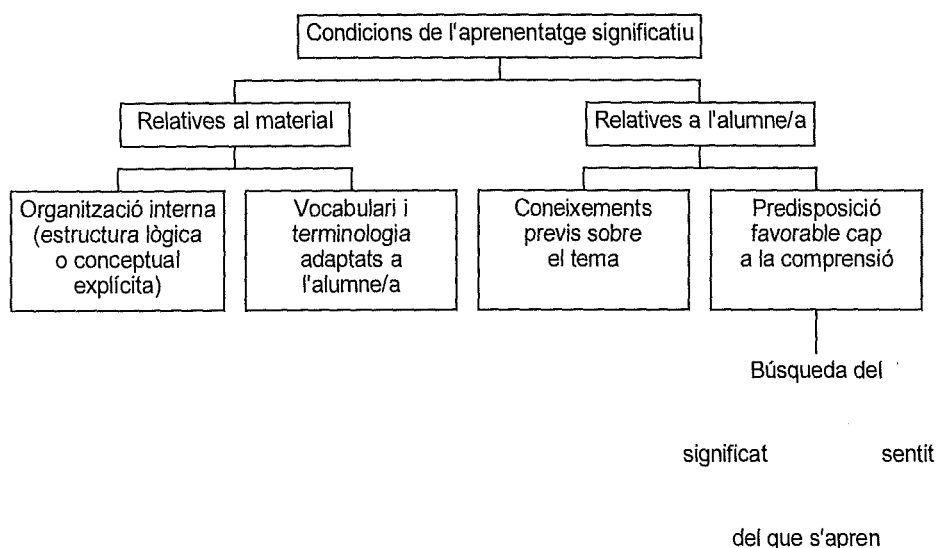 Condicions de l'aprenentatge significatiu
Relatives al material
Relatives a l'alumne/a
Organització interna
(estructura lògica
o conceptual
explícita)
Vocabulari i
terminologia
adaptats a
l'alumne/a
Coneixements
previs sobre
el tema
Predisposició
favorable cap
a la comprensió
Búsqueda del
significat
sentit
del que s'apren